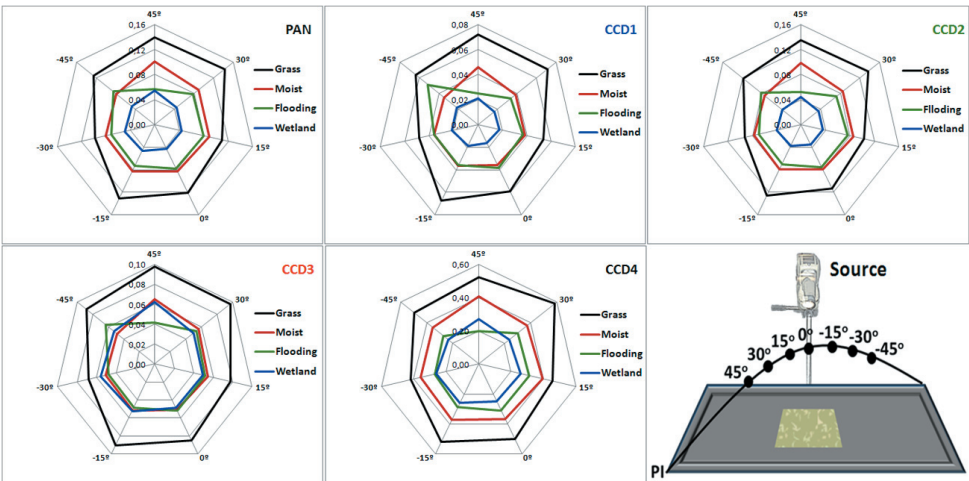 45º
PAN
0,16
0,12
0,08
0,04
0,00
30º
15º
0º
-15º
-30º
-45º
Grass
Moist
Flooding
Wetland
45º
CCD1
0,08
0,06
0,04
0,02
0,00
30º
15º
0º
-15º
-30º
-45º
Grass
Moist
Flooding
Wetland
45º
CCD2
0,16
0,12
0,08
0,04
0,00
30º
15º
0º
-15º
-30º
-45º
Grass
Moist
Flloding
Wetland
45º
CCD3
0,10
0,08
0,06
0,04
0,02
0,00
30º
15º
0º
-15º
-30º
-45º
Grass
Moist
Flooding
Wetland
45º
CCD4
0,60
0,40
0,20
0,00
30º
15º
0º
-15º
-30º
-45º
Grass
Moist
Flooding
Wetland
Source
45º
30º
15º
0º
-15º
-30º
-45º
PI